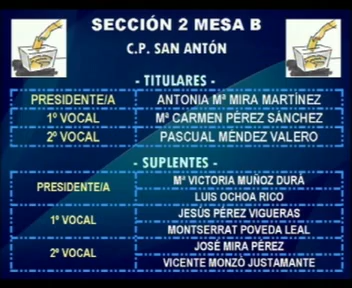 SECCIÓN 2 MESA B
C.P. SAN ANTÓN
- TITULARES -
PRESIDENTE/A ANTONIA Mª MIRA MARTÍNEZ
1º VOCAL Mª CARMEN PÉREZ SÁNCHEZ
2º VOCAL PASCUAL MÉNDEZ VALERO
- SUPLENTES -
PRESIDENTE/A Mª VICTORIA MUÑOZ DURÁ
LUIS OCHOA RICO
1º VOCAL JESÚS PÉREZ VIGUERAS
MONTSERRAT POVEDA LEAL
2º VOCAL JOSÉ MIRA PÉREZ
VICENTE MONZÓ JUSTAMANTE